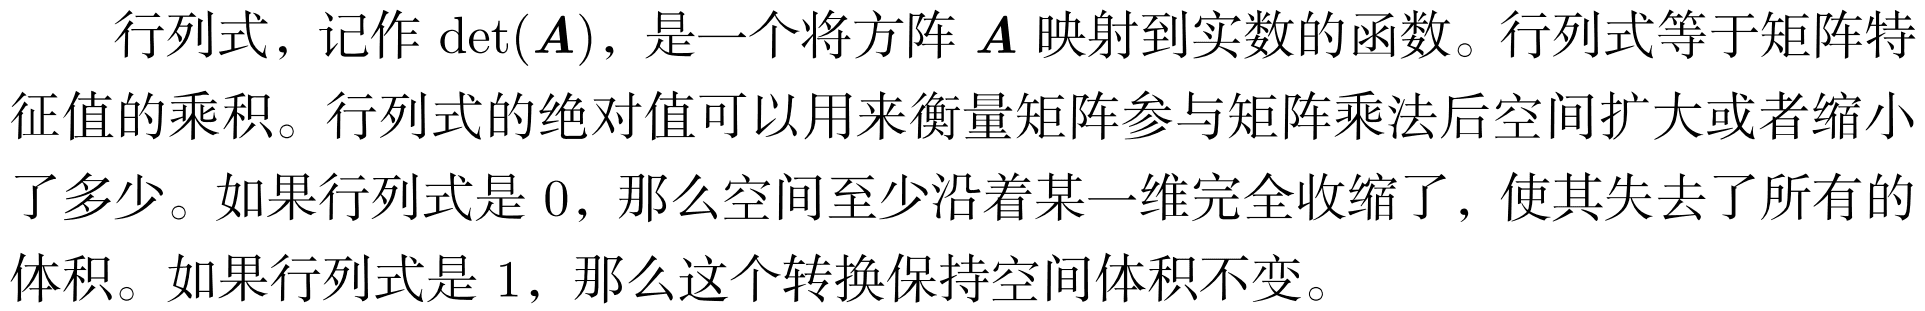 行列式，记作 det(A)，是一个将方阵 A 映射到实数的函数。行列式等于矩阵特
征值的乘积。行列式的绝对值可以用来衡量矩阵参与矩阵乘法后空间扩大或者缩小
了多少。如果行列式是 0，那么空间至少沿着某一维完全收缩了，使其失去了所有的
体积。如果行列式是 1，那么这个转换保持空间体积不变。